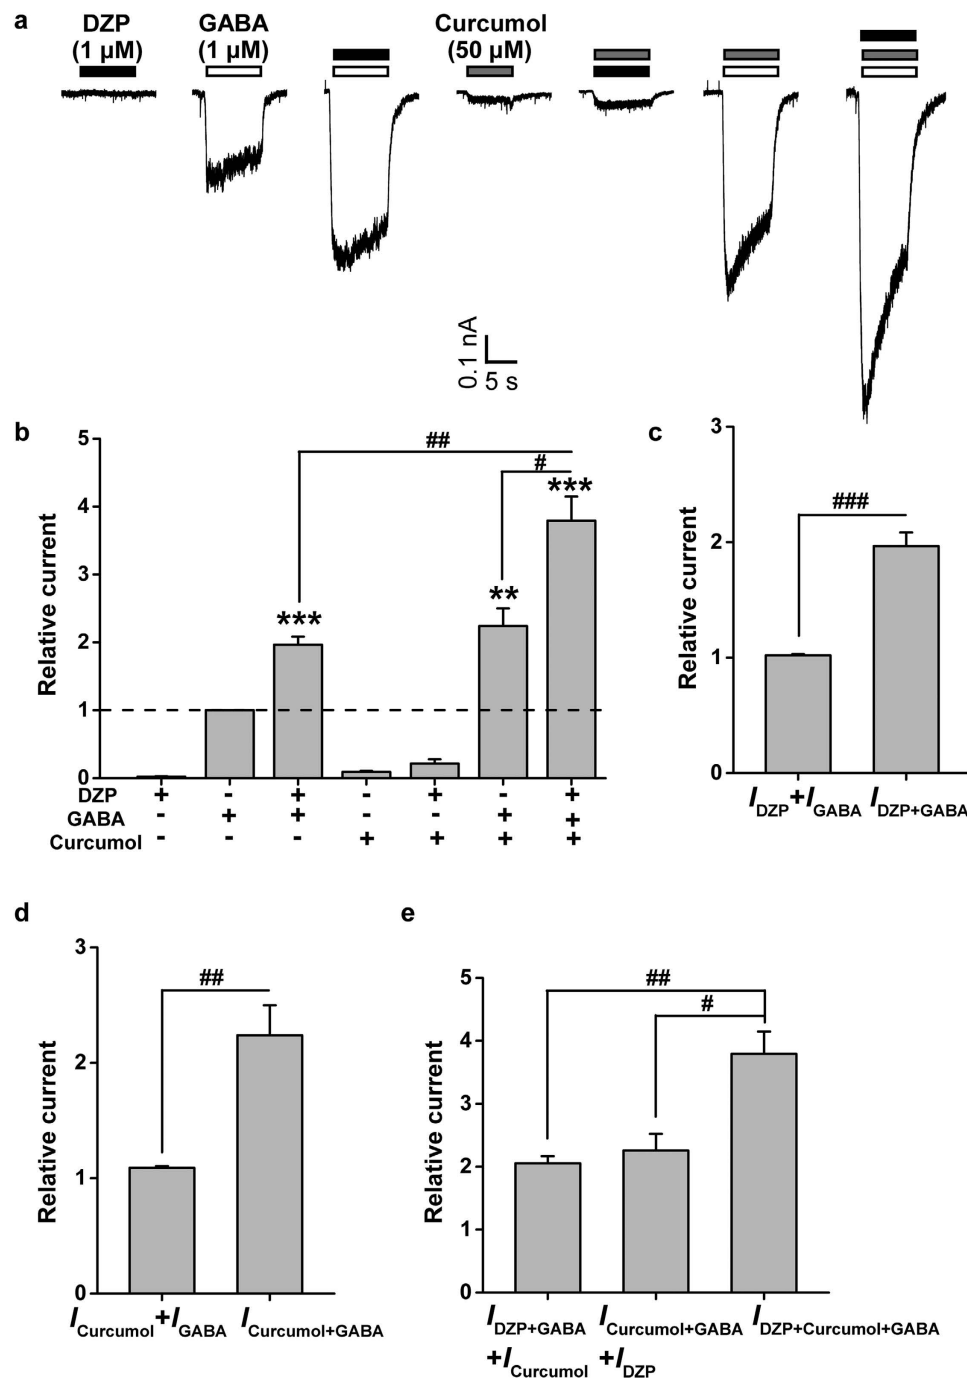 a
DZP GABA Curcumol
(1 µM) (1 µM) (50 µM)
0.1 nA
5 s
b
Relative current
5
4
3
2
1
0
##
#
***
**
***
DZP + - + - + - +
GABA - + + - - + +
Curcumol - - - + + + +
c
Relative current
3
2
1
0
###
IDZP+IGABA IDZP+GABA
d
Relative current
3
2
1
0
##
ICurcumol+IGABA ICurcumol+GABA
e
Relative current
5
4
3
2
1
0
##
#
IDZP+GABA ICurcumol+GABA IDZP+Curcumol+GABA
+ICurcumol +IDZP